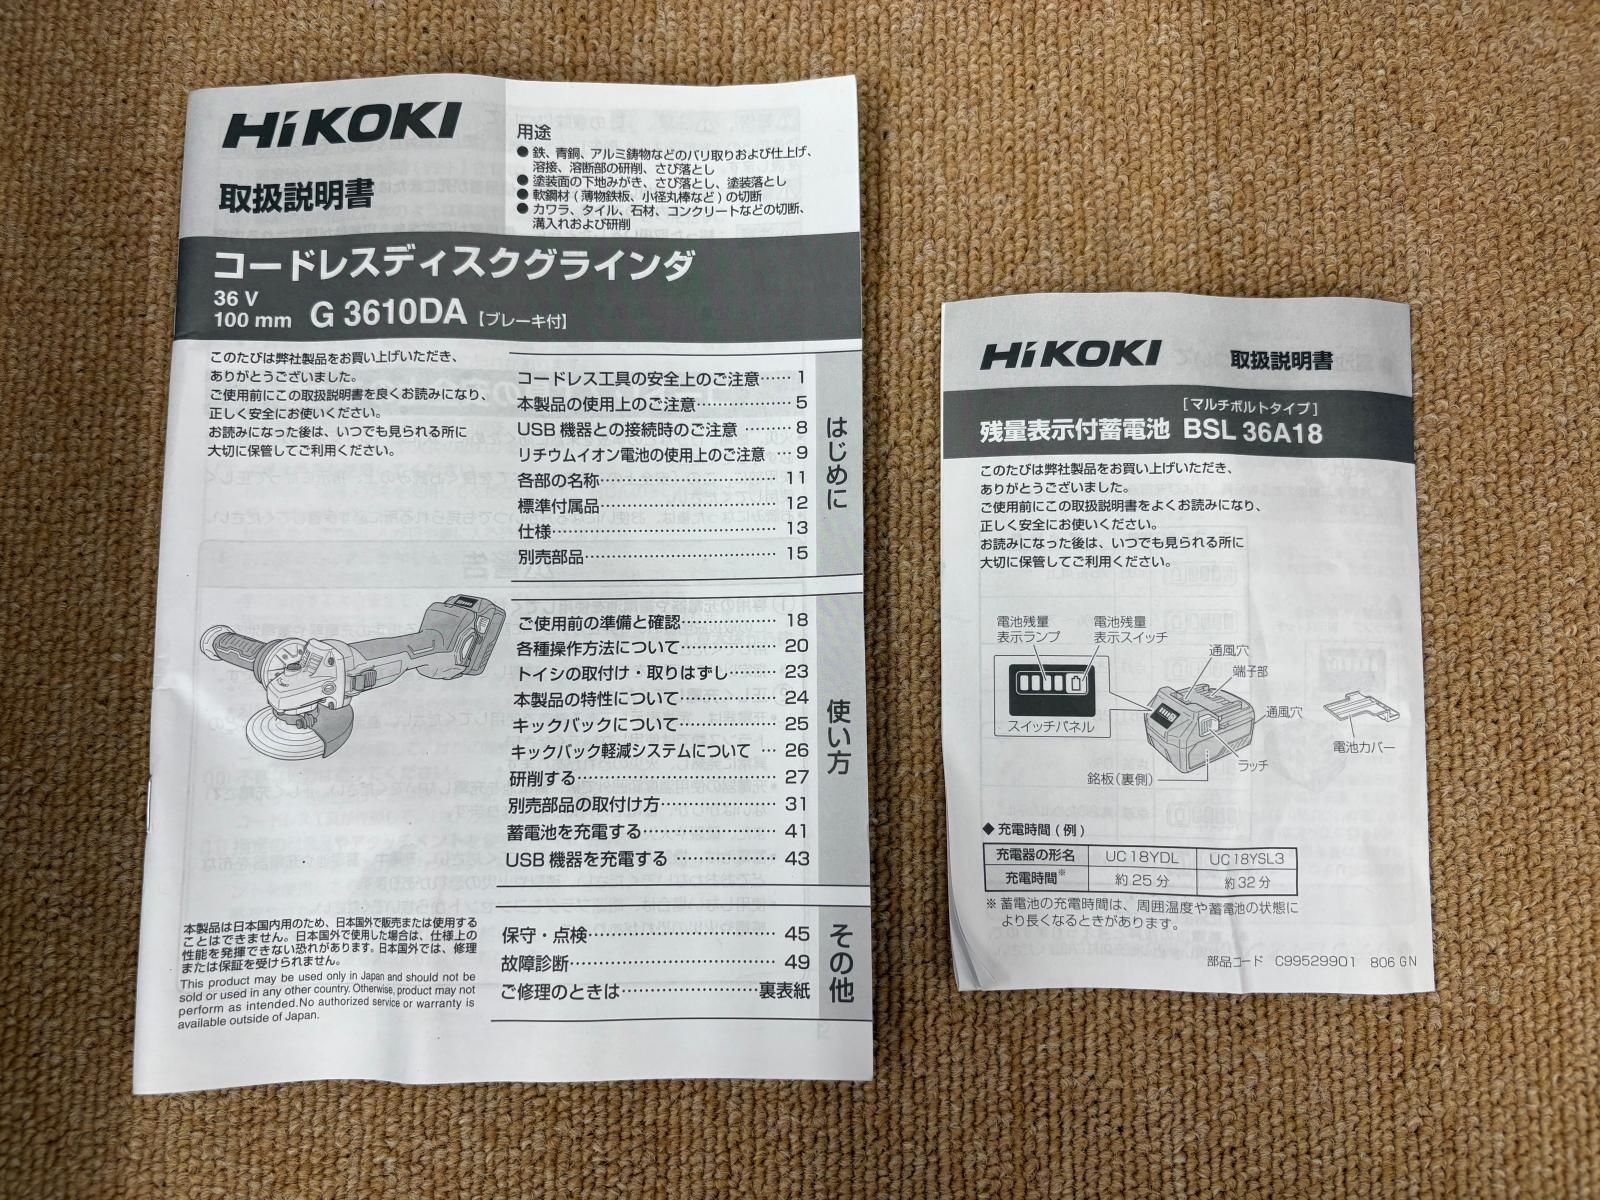 HiKOKI
取扱説明書
用途
● 鉄、青銅、アルミ鋳物などのバリ取りおよび仕上げ、
溶接、溶断部の研削、さび落とし
● 塗装面の下地みがき、さび落とし、塗装落とし
● 軟鋼材(薄物鉄板、小径丸棒など)の切断
● カワラ、タイル、石材、コンクリートなどの切断、
溝入れおよび研削
コードレスディスクグラインダ
36 V
100 mm G 3610DA [ブレーキ付]
このたびは弊社製品をお買い上げいただき、
ありがとうございました。
ご使用前にこの取扱説明書を良くお読みになり、
正しく安全にお使いください。
お読みになった後は、いつでも見られる所に
大切に保管してご利用ください。
はじめに
コードレス工具の安全上のご注意…… 1
本製品の使用上のご注意……………… 5
USB 機器との接続時のご注意 ……… 8
リチウムイオン電池の使用上のご注意 … 9
各部の名称…………………………… 11
標準付属品…………………………… 12
仕様…………………………………… 13
別売部品……………………………… 15
使い方
ご使用前の準備と確認……………… 18
各種操作方法について……………… 20
トイシの取付け・取りはずし……… 23
本製品の特性について……………… 24
キックバックについて……………… 25
キックバック軽減システムについて … 26
研削する……………………………… 27
別売部品の取付け方………………… 31
蓄電池を充電する…………………… 41
USB 機器を充電する ……………… 43
その他
保守・点検…………………………… 45
故障診断……………………………… 49
ご修理のときは………………… 裏表紙
本製品は日本国内用のため、日本国外で販売または使用する
ことはできません。日本国外で使用した場合は、仕様上の
性能を発揮できない恐れがあります。日本国外では、修理
または保証を受けられません。
This product may be used only in Japan and should not be
sold or used in any other country. Otherwise, product may not
perform as intended.No authorized service or warranty is
available outside of Japan.
HiKOKI 取扱説明書
[マルチボルトタイプ]
残量表示付蓄電池 BSL 36A18
このたびは弊社製品をお買い上げいただき、
ありがとうございました。
ご使用前にこの取扱説明書をよくお読みになり、
正しく安全にお使いください。
お読みになった後は、いつでも見られる所に
大切に保管してご利用ください。
電池残量
表示ランプ
電池残量
表示スイッチ
通風穴
端子部
スイッチパネル
通風穴
電池カバー
ラッチ
銘板(裏側)
◆ 充電時間(例)
充電器の形名 UC18YDL UC18YSL3
充電時間※ 約25分 約32分
※ 蓄電池の充電時間は、周囲温度や蓄電池の状態に
より長くなるときがあります。
部品コード C99529901 806 GN